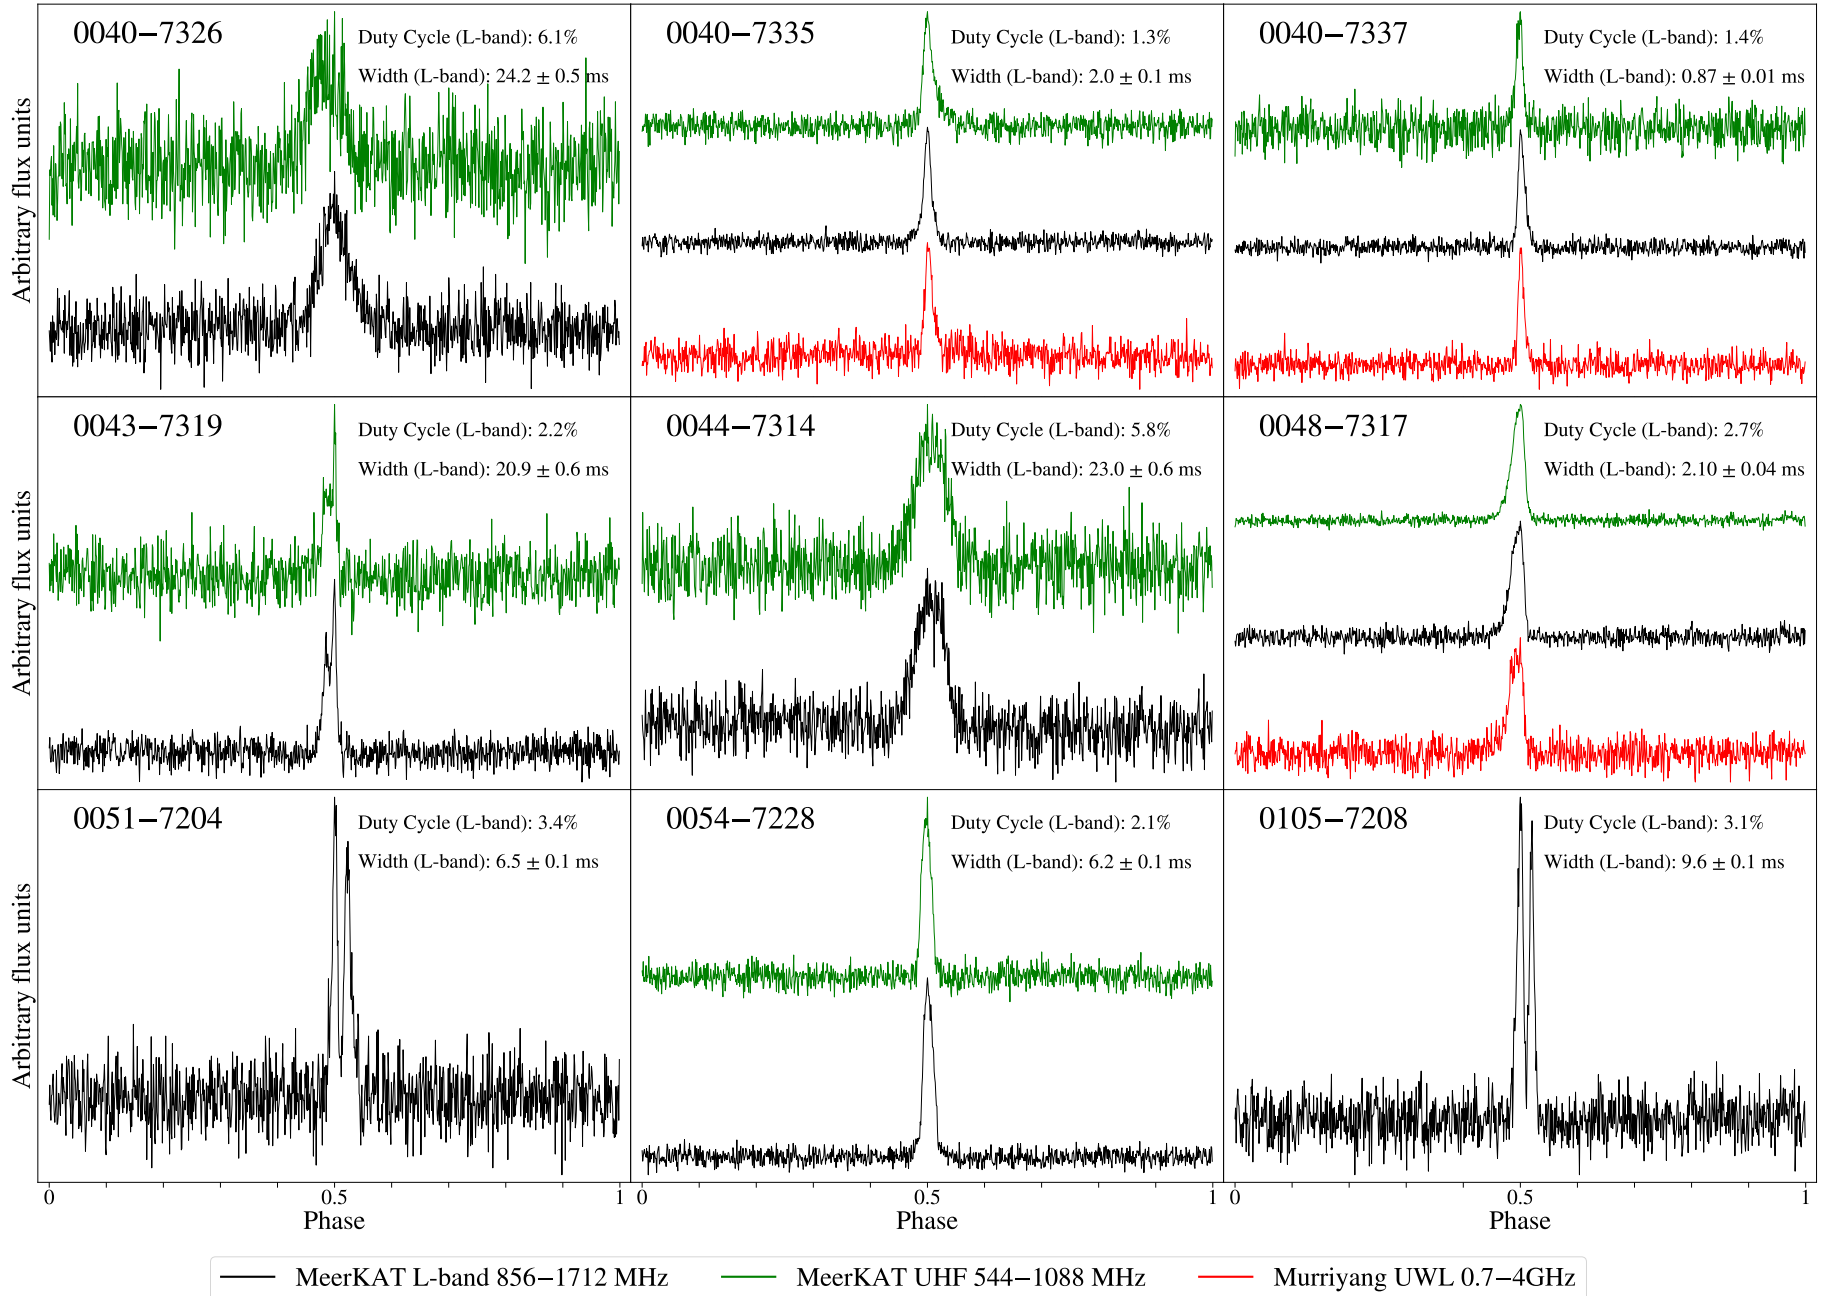 0040−7326
Duty Cycle (L-band): 6.1%
Width (L-band): 24.2 ± 0.5 ms
0040−7335
Duty Cycle (L-band): 1.3%
Width (L-band): 2.0 ± 0.1 ms
0040−7337
Duty Cycle (L-band): 1.4%
Width (L-band): 0.87 ± 0.01 ms
Arbitrary flux units
0043−7319
Duty Cycle (L-band): 2.2%
Width (L-band): 20.9 ± 0.6 ms
0044−7314
Duty Cycle (L-band): 5.8%
Width (L-band): 23.0 ± 0.6 ms
0048−7317
Duty Cycle (L-band): 2.7%
Width (L-band): 2.10 ± 0.04 ms
Arbitrary flux units
0051−7204
Duty Cycle (L-band): 3.4%
Width (L-band): 6.5 ± 0.1 ms
0054−7228
Duty Cycle (L-band): 2.1%
Width (L-band): 6.2 ± 0.1 ms
0105−7208
Duty Cycle (L-band): 3.1%
Width (L-band): 9.6 ± 0.1 ms
Arbitrary flux units
0 0.5 1
0 0.5 1
0 0.5 1
Phase
Phase
Phase
MeerKAT L-band 856−1712 MHz
MeerKAT UHF 544−1088 MHz
Murriyang UWL 0.7−4GHz